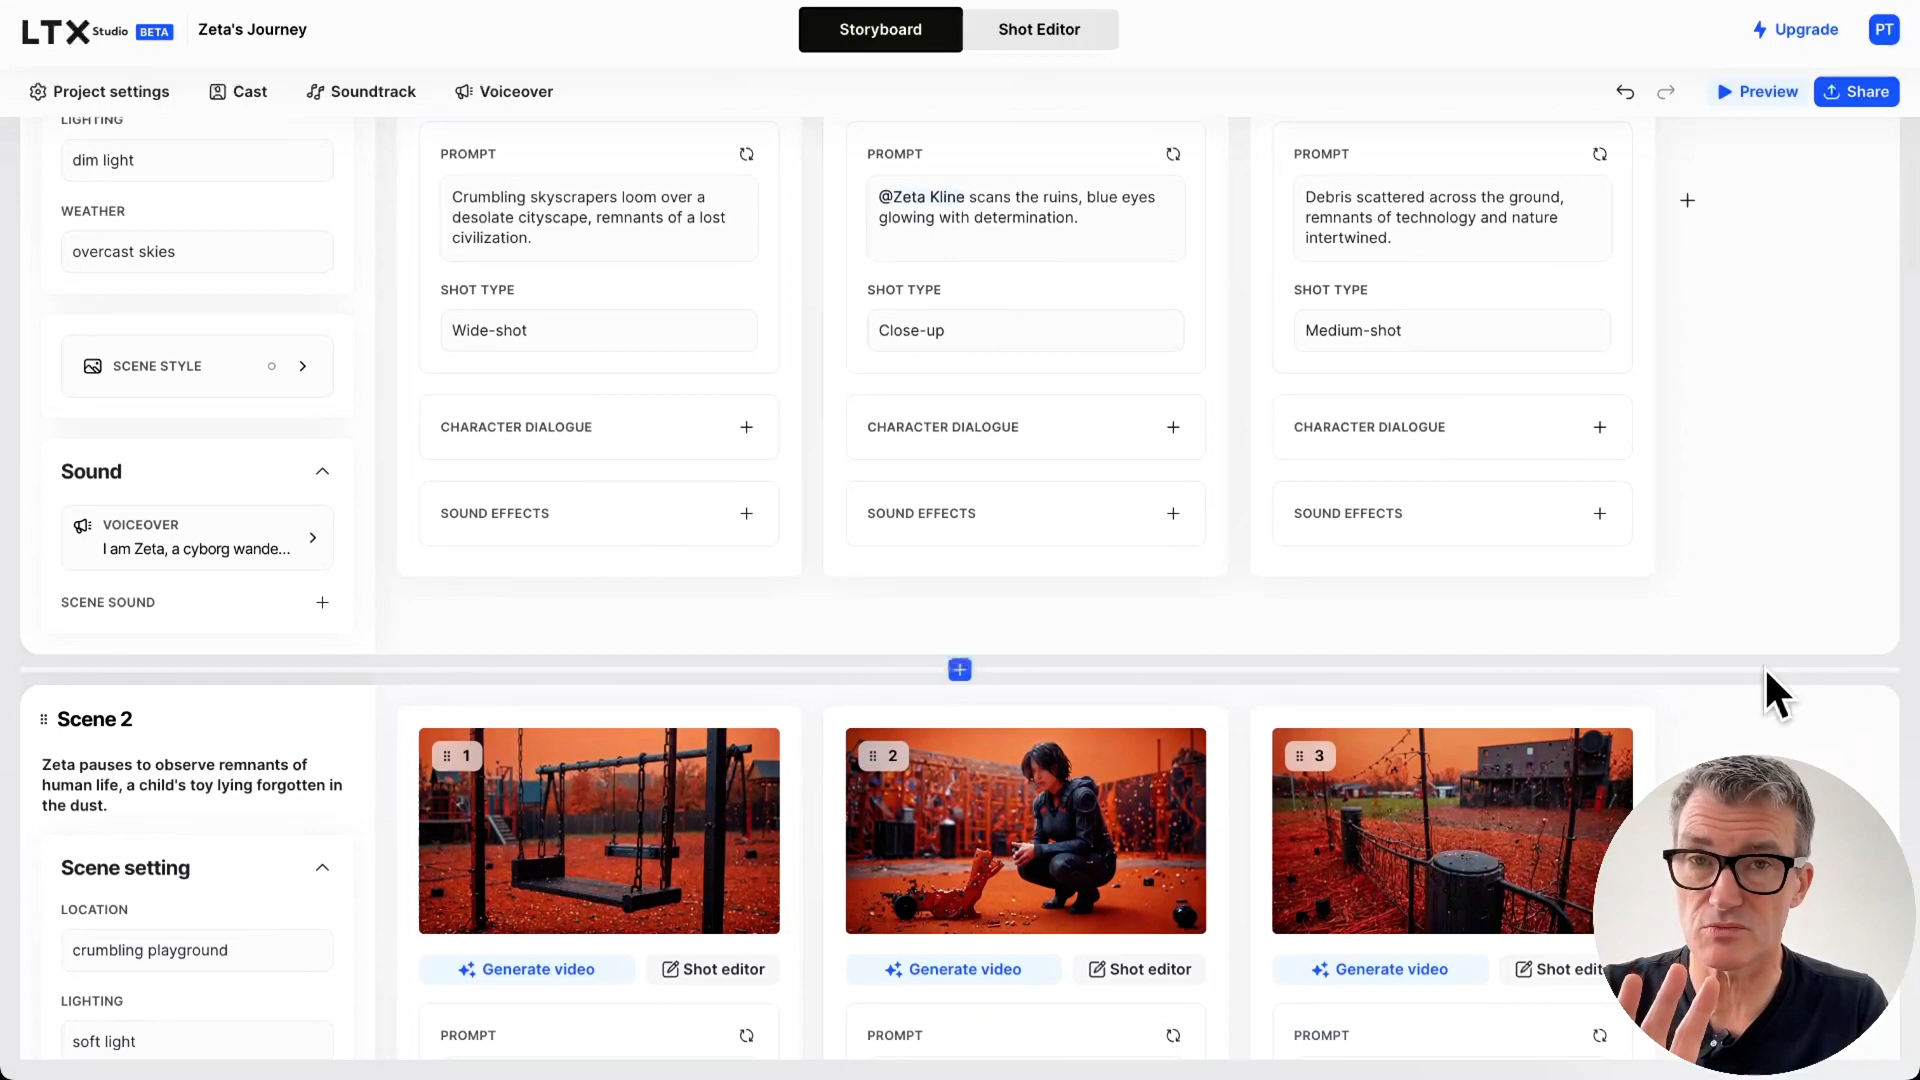 LTX Studio BETA
Zeta's Journey
Storyboard
Shot Editor
Upgrade
PT
Project settings
Cast
Soundtrack
Voiceover
Preview
Share
LIGHTING
dim light
WEATHER
overcast skies
SCENE STYLE
Sound
VOICEOVER
I am Zeta, a cyborg wande...
SCENE SOUND
PROMPT
Crumbling skyscrapers loom over a
desolate cityscape, remnants of a lost
civilization.
SHOT TYPE
Wide-shot
CHARACTER DIALOGUE
SOUND EFFECTS
PROMPT
@Zeta Kline scans the ruins, blue eyes
glowing with determination.
SHOT TYPE
Close-up
CHARACTER DIALOGUE
SOUND EFFECTS
PROMPT
Debris scattered across the ground,
remnants of technology and nature
intertwined.
SHOT TYPE
Medium-shot
CHARACTER DIALOGUE
SOUND EFFECTS
Scene 2
Zeta pauses to observe remnants of
human life, a child's toy lying forgotten in
the dust.
Scene setting
LOCATION
crumbling playground
LIGHTING
soft light
1
Generate video
Shot editor
PROMPT
2
Generate video
Shot editor
PROMPT
3
Generate video
Shot edit
PROMPT